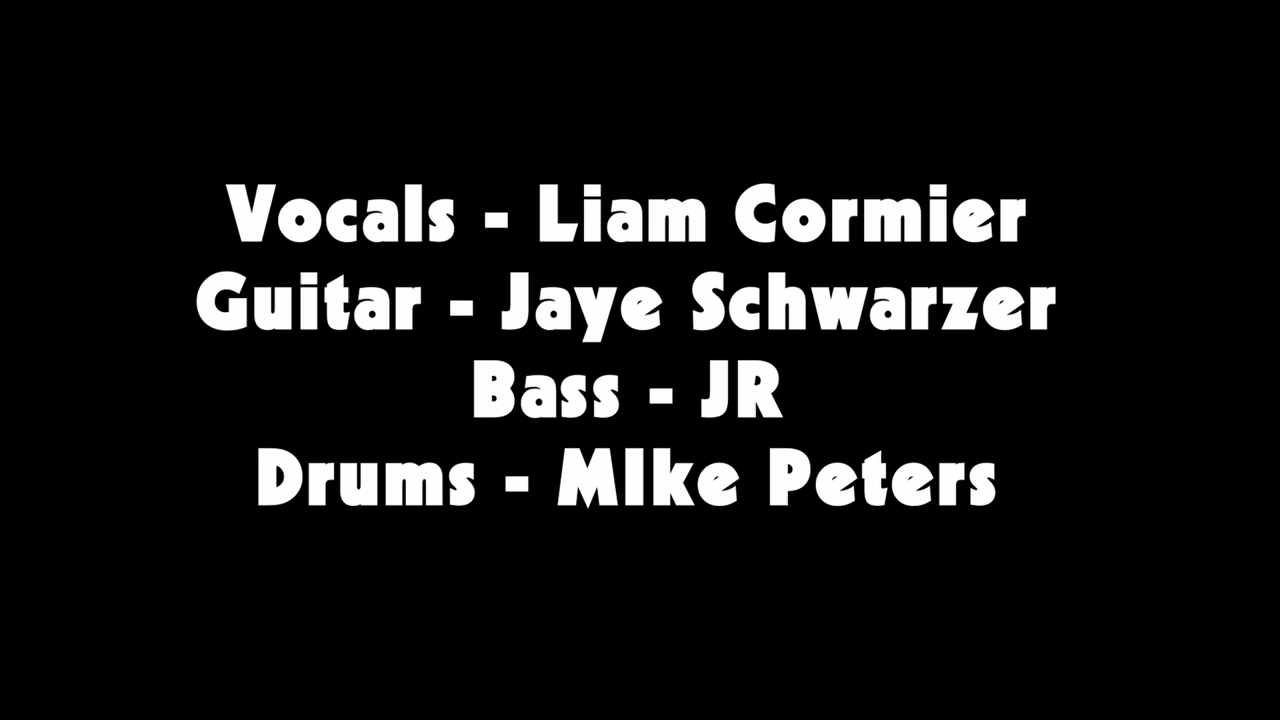 Vocals - Liam Cormier
Guitar - Jaye Schwarzer
Bass - JR
Drums - MIke Peters